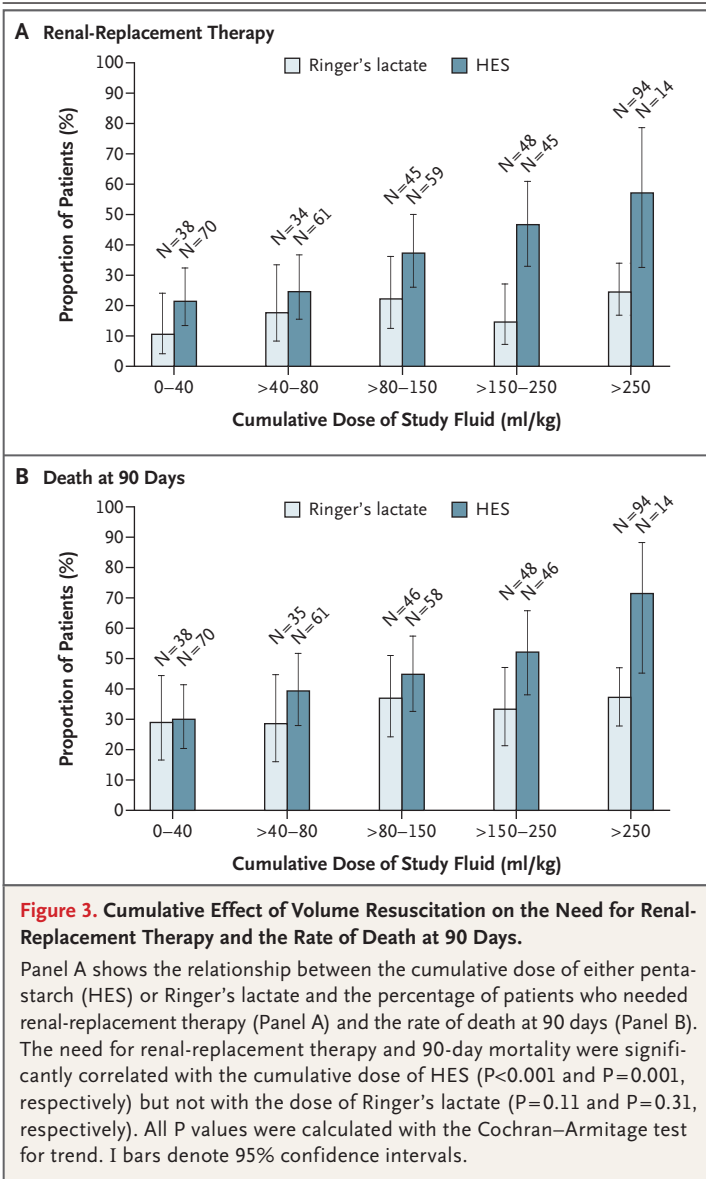 A Renal-Replacement Therapy
Ringer's lactate HES
Proportion of Patients (%)
100
90
80
70
60
50
40
30
20
10
0
N=38 N=70
N=34 N=61
N=45 N=59
N=48 N=45
N=94 N=14
0–40 >40–80 >80–150 >150–250 >250
Cumulative Dose of Study Fluid (ml/kg)
B Death at 90 Days
Ringer's lactate HES
Proportion of Patients (%)
100
90
80
70
60
50
40
30
20
10
0
N=38 N=70
N=35 N=61
N=46 N=58
N=48 N=46
N=94 N=14
0–40 >40–80 >80–150 >150–250 >250
Cumulative Dose of Study Fluid (ml/kg)
Figure 3. Cumulative Effect of Volume Resuscitation on the Need for Renal-
Replacement Therapy and the Rate of Death at 90 Days.
Panel A shows the relationship between the cumulative dose of either penta-
starch (HES) or Ringer's lactate and the percentage of patients who needed
renal-replacement therapy (Panel A) and the rate of death at 90 days (Panel B).
The need for renal-replacement therapy and 90-day mortality were signifi-
cantly correlated with the cumulative dose of HES (P<0.001 and P=0.001,
respectively) but not with the dose of Ringer's lactate (P=0.11 and P=0.31,
respectively). All P values were calculated with the Cochran–Armitage test
for trend. I bars denote 95% confidence intervals.